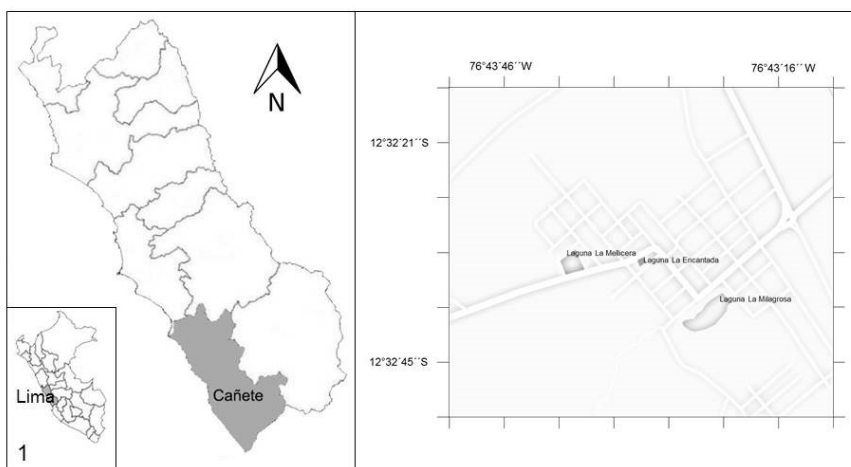 N
Cañete
Lima
1
76°43´46´´W
76°43´16´´W
12°32´21´´S
Laguna La Mellicera
Laguna La Encantada
Laguna La Milagrosa
12°32´45´´S